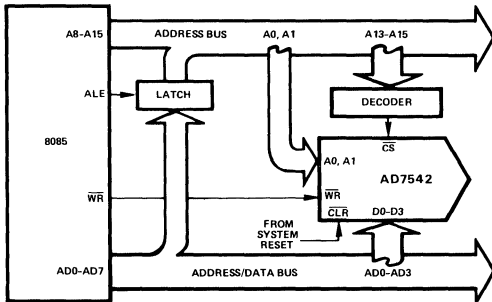 A8–A15
ADDRESS BUS
A0, A1
A13–A15
ALE
LATCH
DECODER
8085
CS
A0, A1
AD7542
WR
WR
CLR
D0–D3
FROM
SYSTEM
RESET
AD0–AD7
ADDRESS/DATA BUS
AD0–AD3